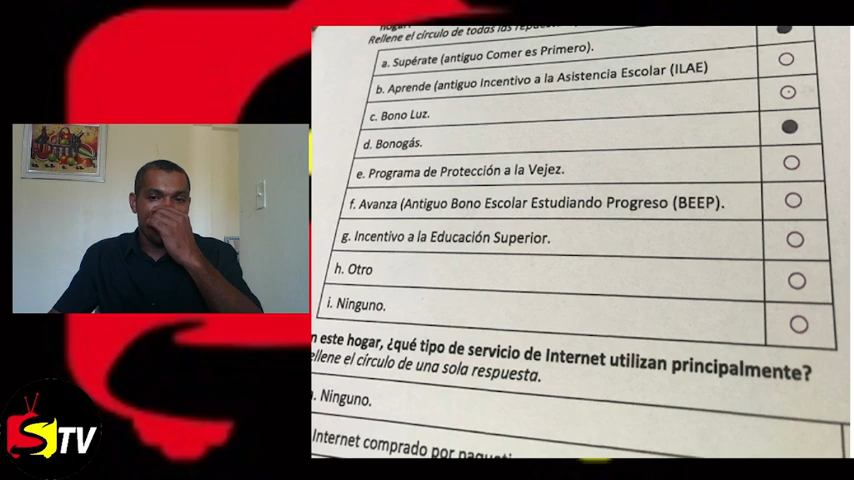 hogar?
Rellene el círculo de todas las
a. Supérate (antiguo Comer es Primero).
b. Aprende (antiguo Incentivo a la Asistencia Escolar (ILAE)
c. Bono Luz.
d. Bonogás.
e. Programa de Protección a la Vejez.
f. Avanza (Antiguo Bono Escolar Estudiando Progreso (BEEP).
g. Incentivo a la Educación Superior.
h. Otro
i. Ninguno.
n este hogar, ¿qué tipo de servicio de Internet utilizan principalmente?
ellene el círculo de una sola respuesta.
. Ninguno.
Internet comprado por
STV